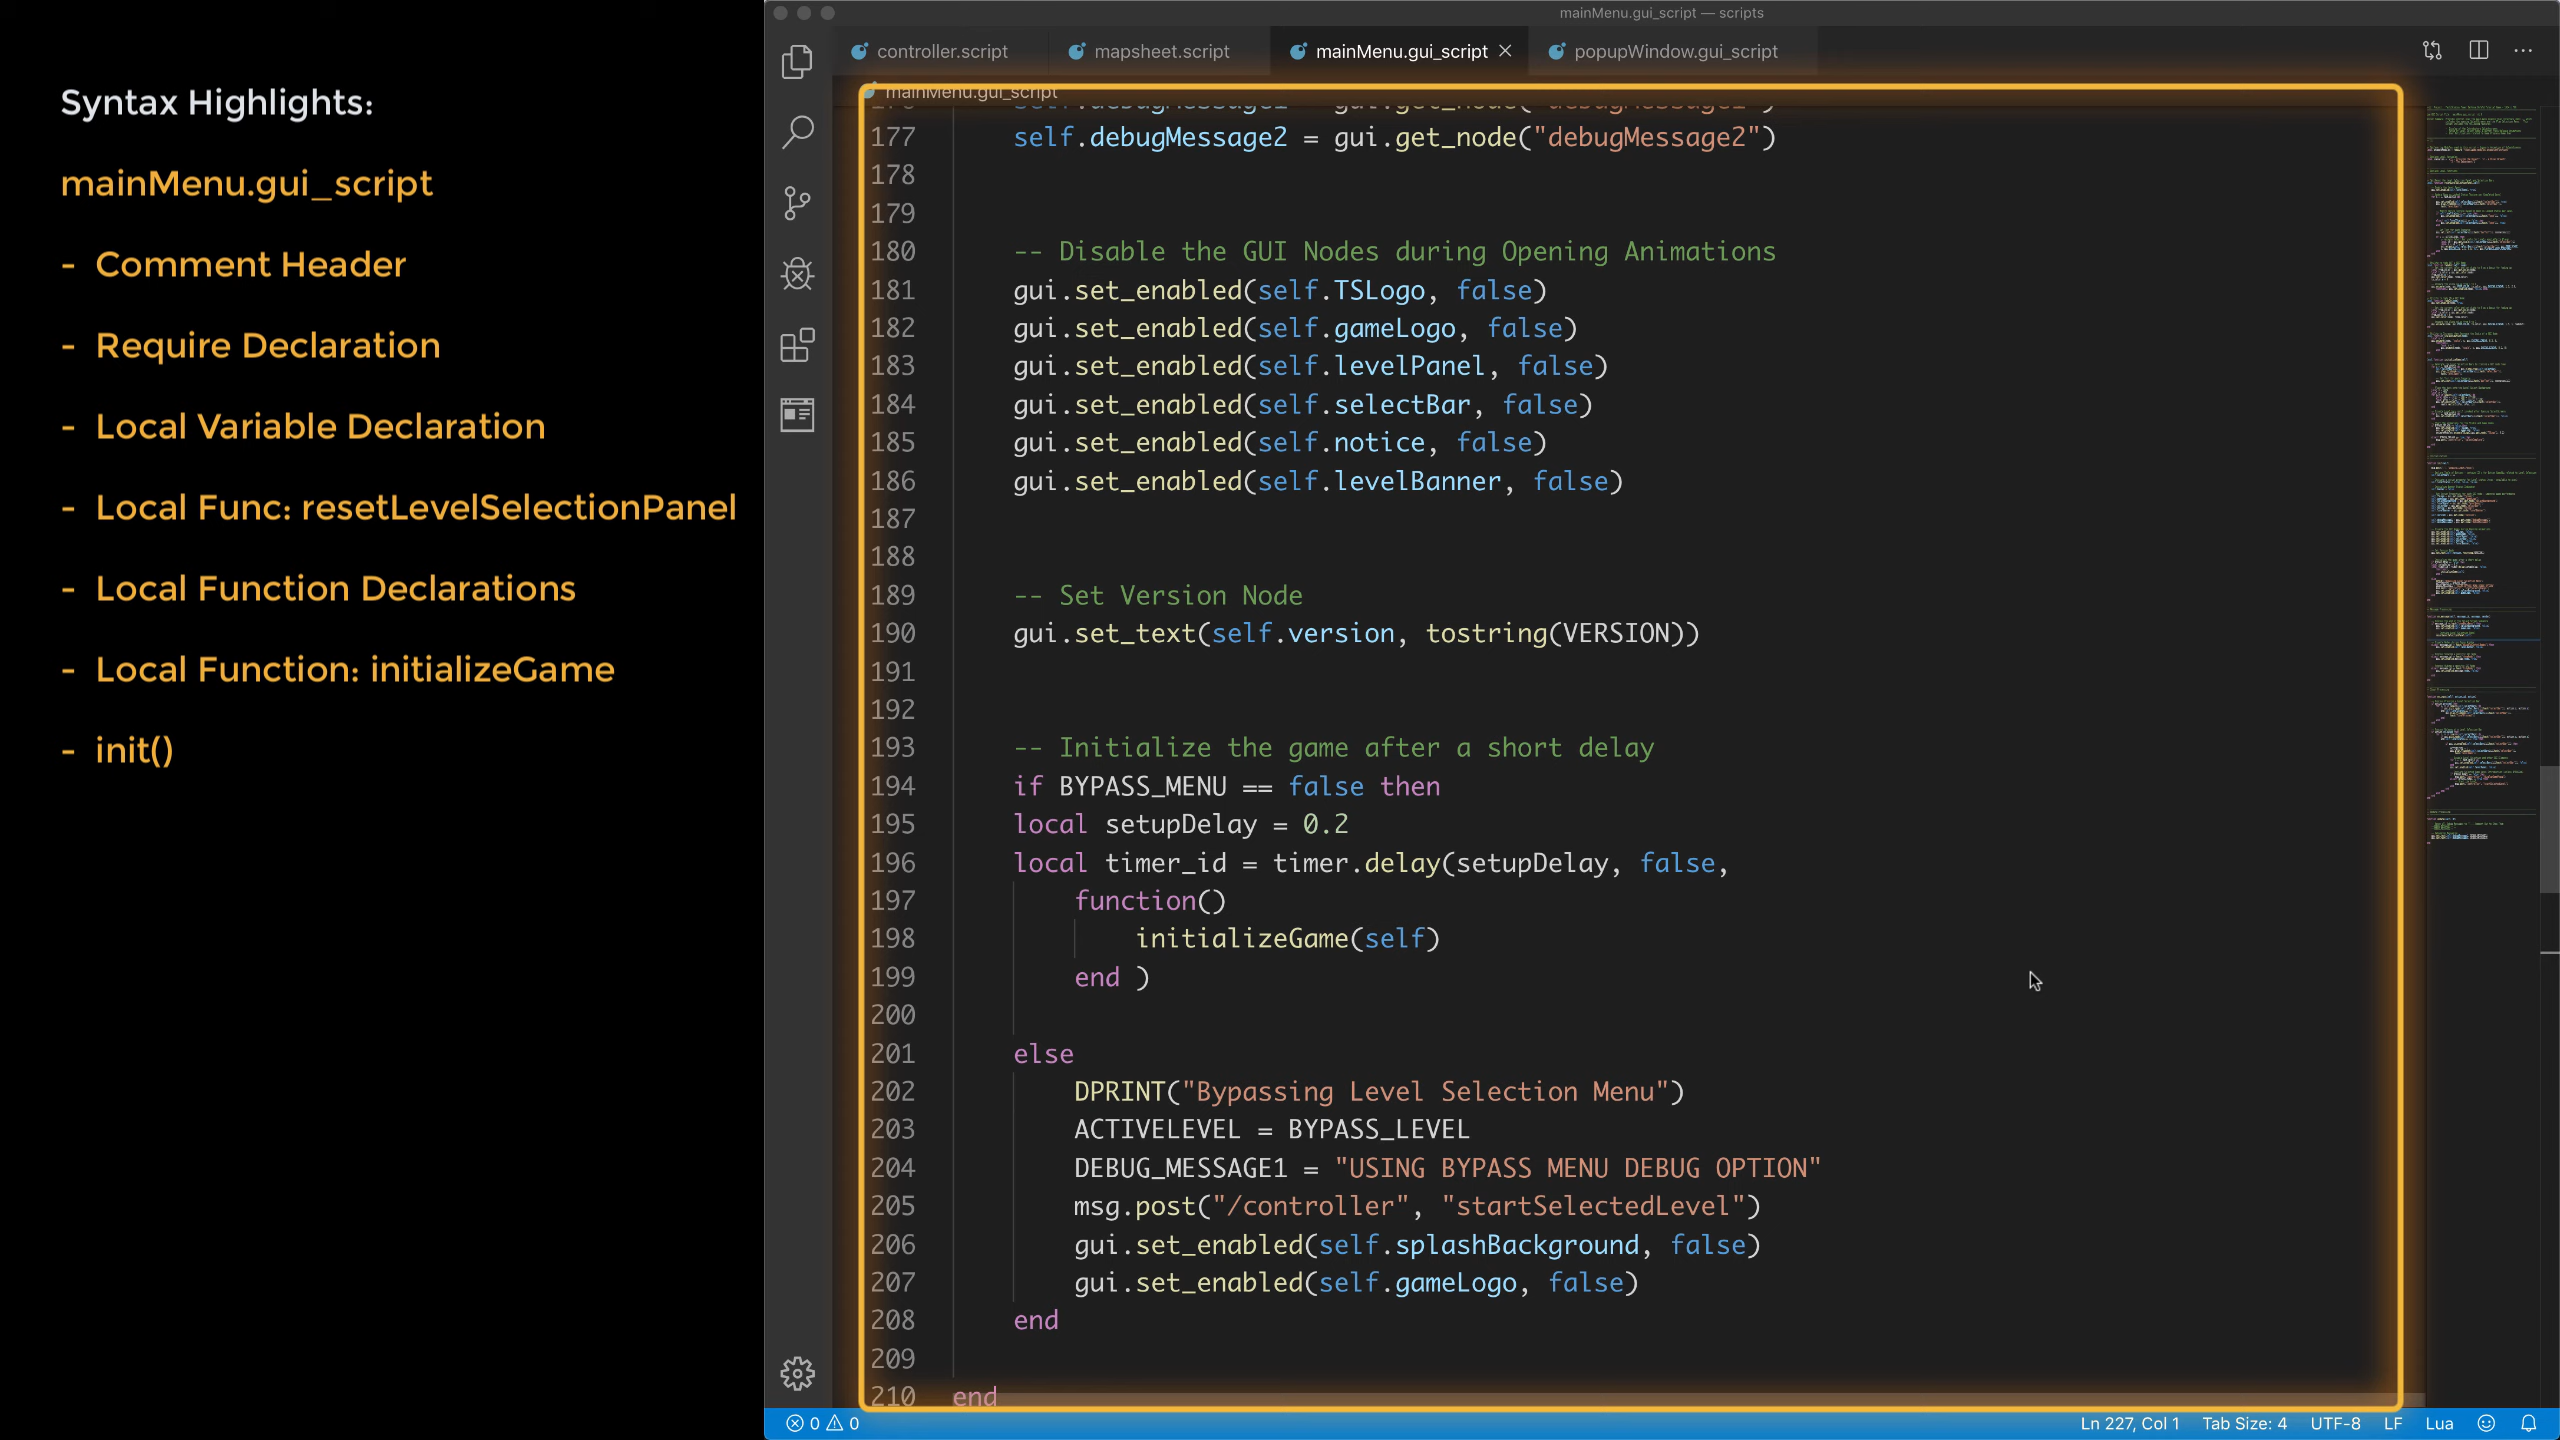 Syntax Highlights:
mainMenu.gui_script
- Comment Header
- Require Declaration
- Local Variable Declaration
- Local Func: resetLevelSelectionPanel
- Local Function Declarations
- Local Function: initializeGame
- init()
mainMenu.gui_script — scripts
controller.script
mapsheet.script
mainMenu.gui_script
popupWindow.gui_script
mainMenu.gui_script
176 self.debugMessage1 = gui.get_node("debugMessage1")
177 self.debugMessage2 = gui.get_node("debugMessage2")
178
179
180 -- Disable the GUI Nodes during Opening Animations
181 gui.set_enabled(self.TSLogo, false)
182 gui.set_enabled(self.gameLogo, false)
183 gui.set_enabled(self.levelPanel, false)
184 gui.set_enabled(self.selectBar, false)
185 gui.set_enabled(self.notice, false)
186 gui.set_enabled(self.levelBanner, false)
187
188
189 -- Set Version Node
190 gui.set_text(self.version, tostring(VERSION))
191
192
193 -- Initialize the game after a short delay
194 if BYPASS_MENU == false then
195 local setupDelay = 0.2
196 local timer_id = timer.delay(setupDelay, false,
197 function()
198 initializeGame(self)
199 end )
200
201 else
202 DPRINT("Bypassing Level Selection Menu")
203 ACTIVELEVEL = BYPASS_LEVEL
204 DEBUG_MESSAGE1 = "USING BYPASS MENU DEBUG OPTION"
205 msg.post("/controller", "startSelectedLevel")
206 gui.set_enabled(self.splashBackground, false)
207 gui.set_enabled(self.gameLogo, false)
208 end
209
210 end
0 0
Ln 227, Col 1 Tab Size: 4 UTF-8 LF Lua